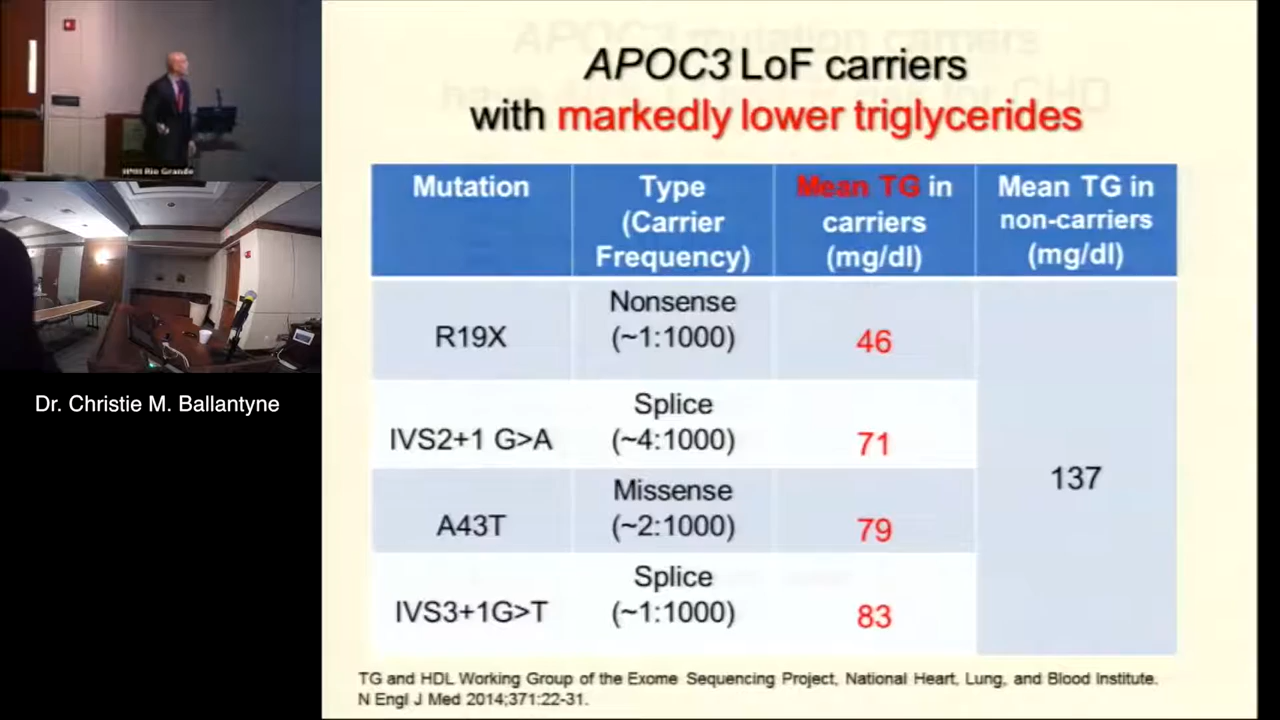 APOC3 LoF carriers
with markedly lower triglycerides
Mutation
Type
(Carrier
Frequency)
Mean TG in
carriers
(mg/dl)
Mean TG in
non-carriers
(mg/dl)
R19X
Nonsense
(~1:1000)
46
IVS2+1 G>A
Splice
(~4:1000)
71
A43T
Missense
(~2:1000)
79
IVS3+1G>T
Splice
(~1:1000)
83
137
TG and HDL Working Group of the Exome Sequencing Project, National Heart, Lung, and Blood Institute.
N Engl J Med 2014;371:22-31.
Rio Grande
Dr. Christie M. Ballantyne